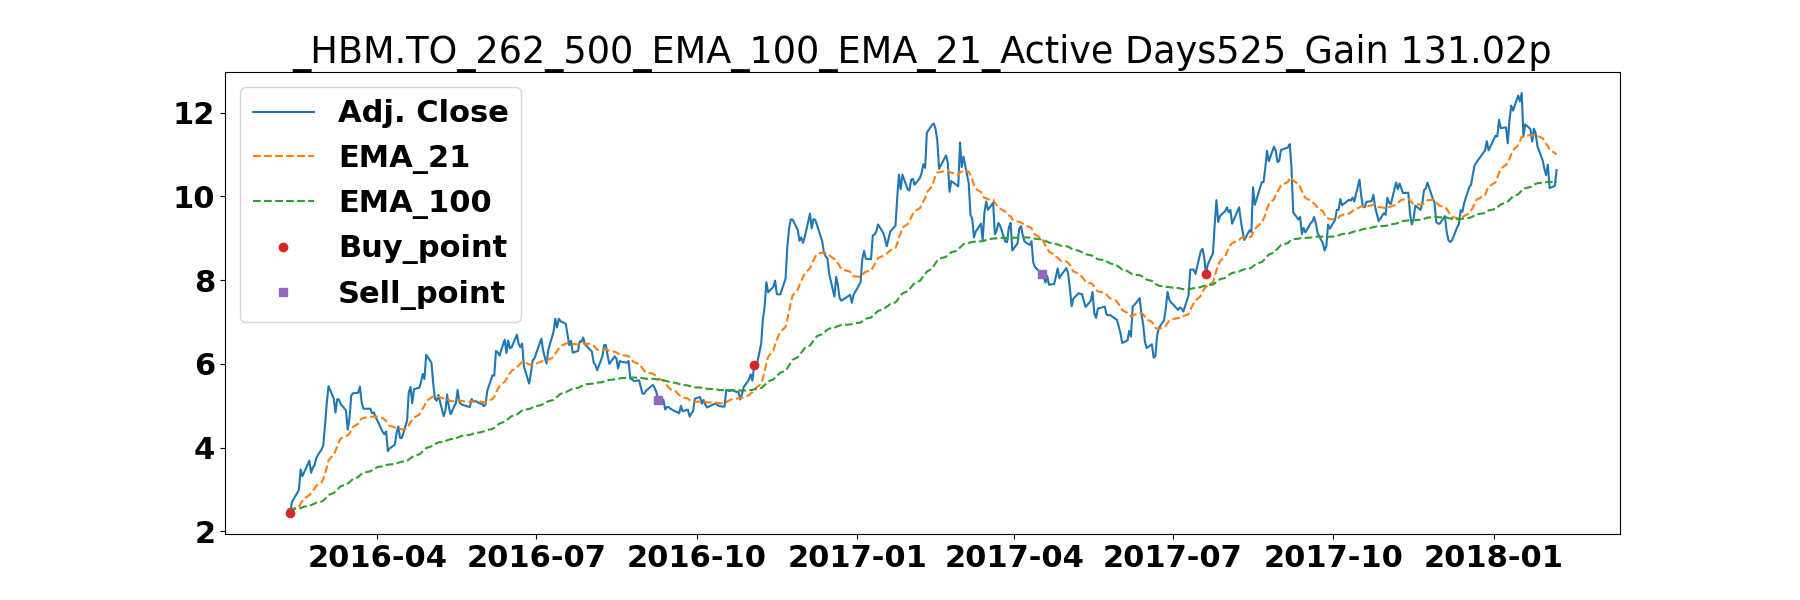 _HBM.TO_262_500_EMA_100_EMA_21_Active Days525_Gain 131.02p
Adj. Close
EMA_21
EMA_100
Buy_point
Sell_point
12
10
8
6
4
2
2016-04 2016-07 2016-10 2017-01 2017-04 2017-07 2017-10 2018-01